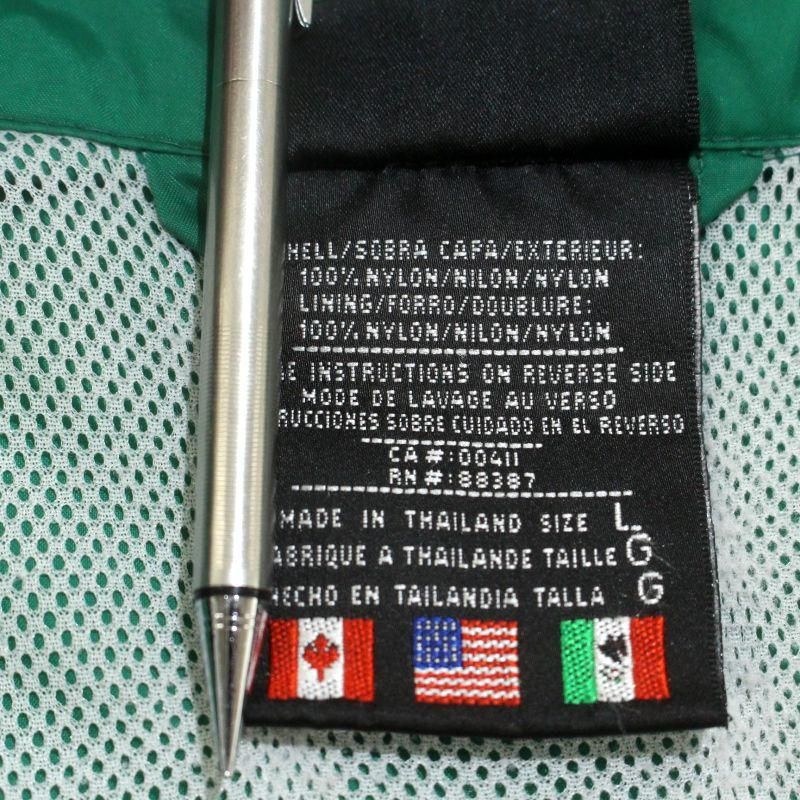 HELL/SOBRA CAPA/EXTERIEUR:
100% NYLON/NILON/NYLON
LINING/FORRO/DOUBLURE:
100% NYLON/NILON/NYLON
E INSTRUCTIONS ON REVERSE SIDE
MODE DE LAVAGE AU VERSO
RUCCIONES SOBRE CUIDADO EN EL REVERSO
CA #: 00411
RN #: 88387
MADE IN THAILAND SIZE L
ABRIQUE A THAILANDE TAILLE G
HECHO EN TAILANDIA TALLA G